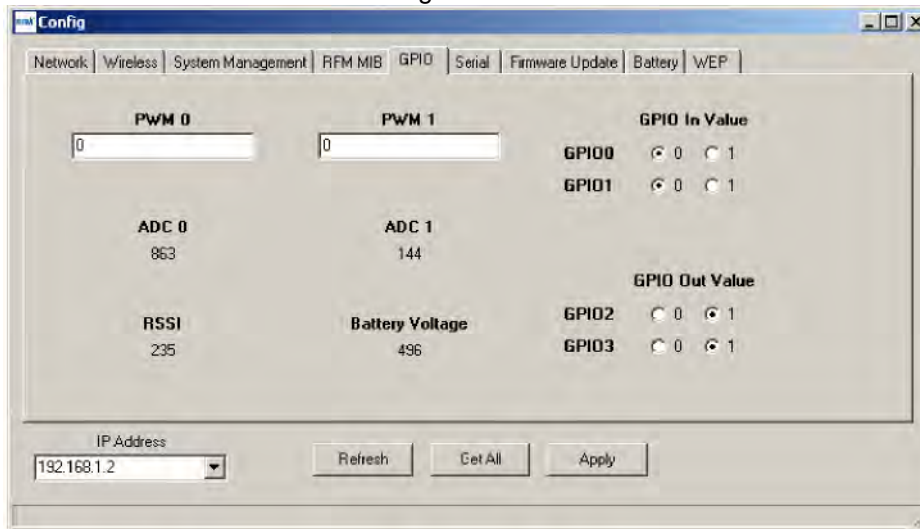 Config
Network Wireless System Management RFM MIB GPIO Serial Firmware Update Battery WEP
PWM 0 PWM 1 GPIO In Value
0 0
GPIO0 0 1
GPIO1 0 1
ADC 0 ADC 1
863 144
GPIO Out Value
RSSI Battery Voltage GPIO2 0 1
235 496 GPIO3 0 1
IP Address
192.168.1.2 Refresh Get All Apply